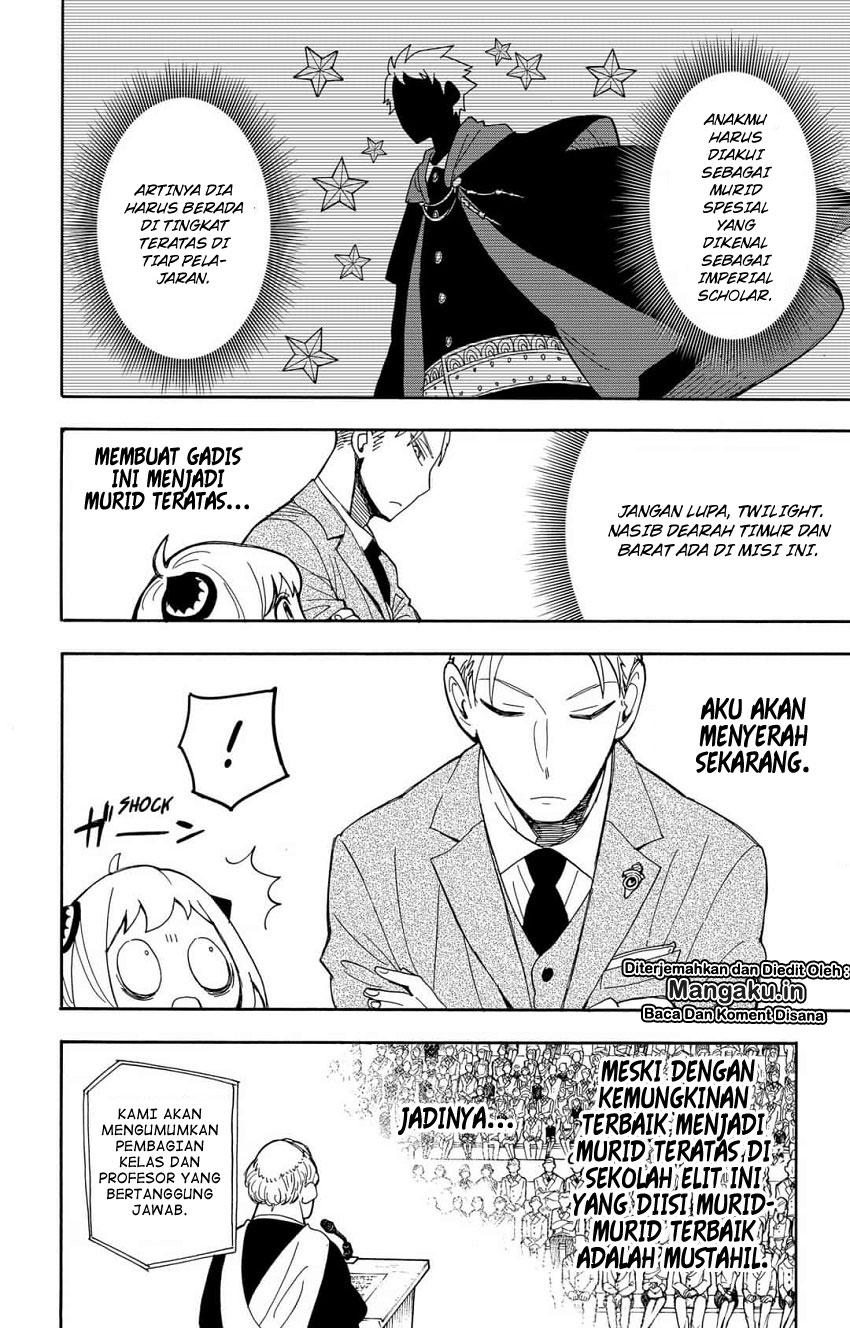 ANAKMU
HARUS
DIAKUI
SEBAGAI
MURID
SPESIAL
YANG
DIKENAL
SEBAGAI
IMPERIAL
SCHOLAR.
ARTINYA DIA
HARUS BERADA
DI TINGKAT
TERATAS DI
TIAP PELA-
JARAN.
JANGAN LUPA, TWILIGHT.
NASIB DEARAH TIMUR DAN
BARAT ADA DI MISI INI.
MEMBUAT GADIS
INI MENJADI
MURID TERATAS...
AKU AKAN
MENYERAH
SEKARANG.
!
SHOCK
ガーン
Diterjemahkan dan Diedit Oleh :
Mangaku.in
Baca Dan Koment Disana
MESKI DENGAN
KEMUNGKINAN
TERBAIK MENJADI
MURID TERATAS DI
SEKOLAH ELIT INI
YANG DIISI MURID-
MURID TERBAIK
ADALAH MUSTAHIL.
JADINYA...
KAMI AKAN
MENGUMUMKAN
PEMBAGIAN
KELAS DAN
PROFESOR YANG
BERTANGGUNG
JAWAB.